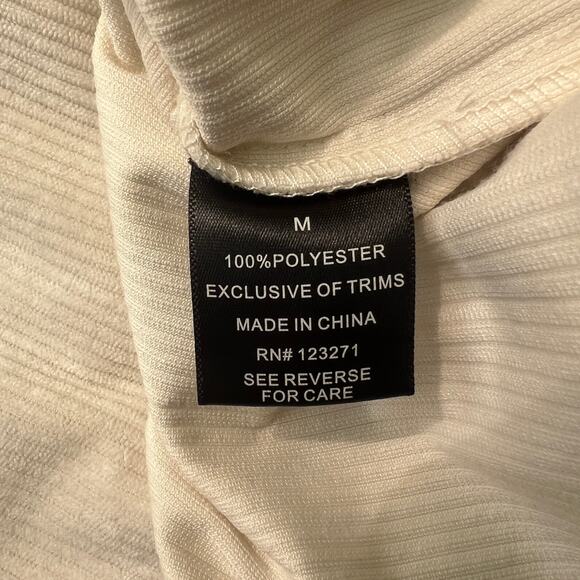 M
100%POLYESTER
EXCLUSIVE OF TRIMS
MADE IN CHINA
RN# 123271
SEE REVERSE
FOR CARE